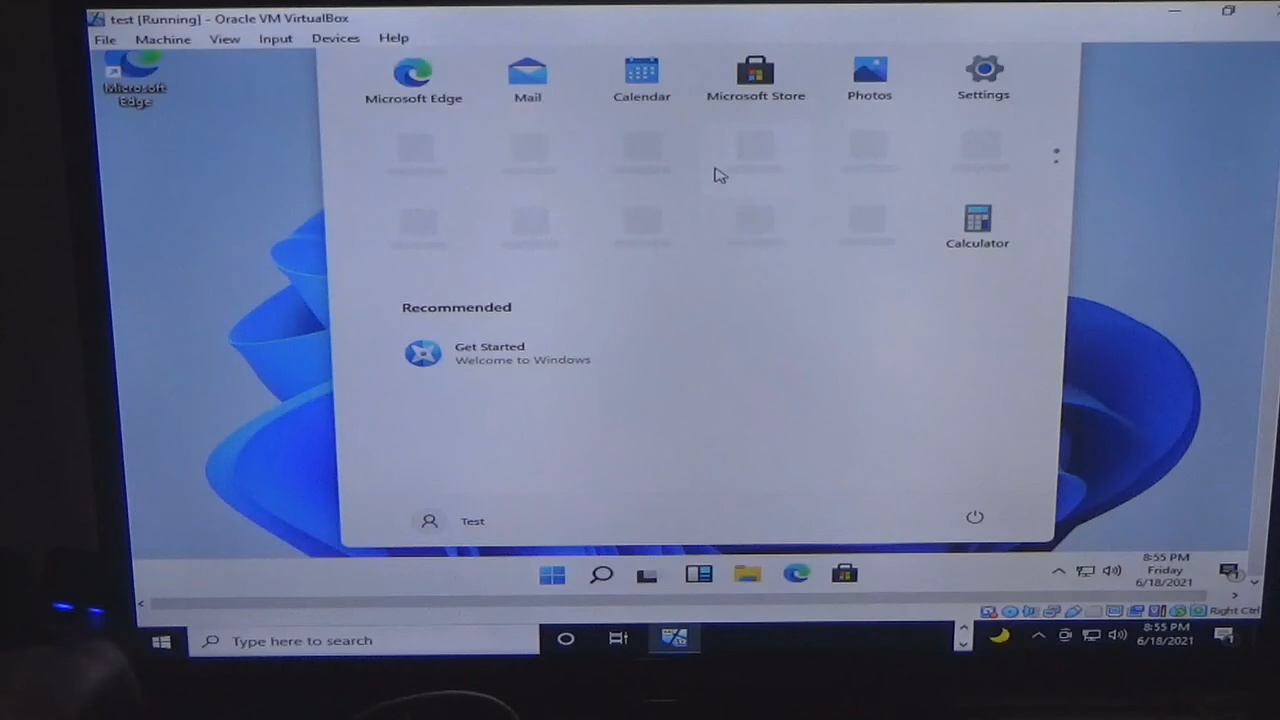 test [Running] - Oracle VM VirtualBox
File Machine View Input Devices Help
Microsoft Edge
Microsoft Edge Mail Calendar Microsoft Store Photos Settings
Calculator
Recommended
Get Started
Welcome to Windows
Test
8:55 PM
Friday
6/18/2021
Right Ctrl
Type here to search
8:55 PM
6/18/2021